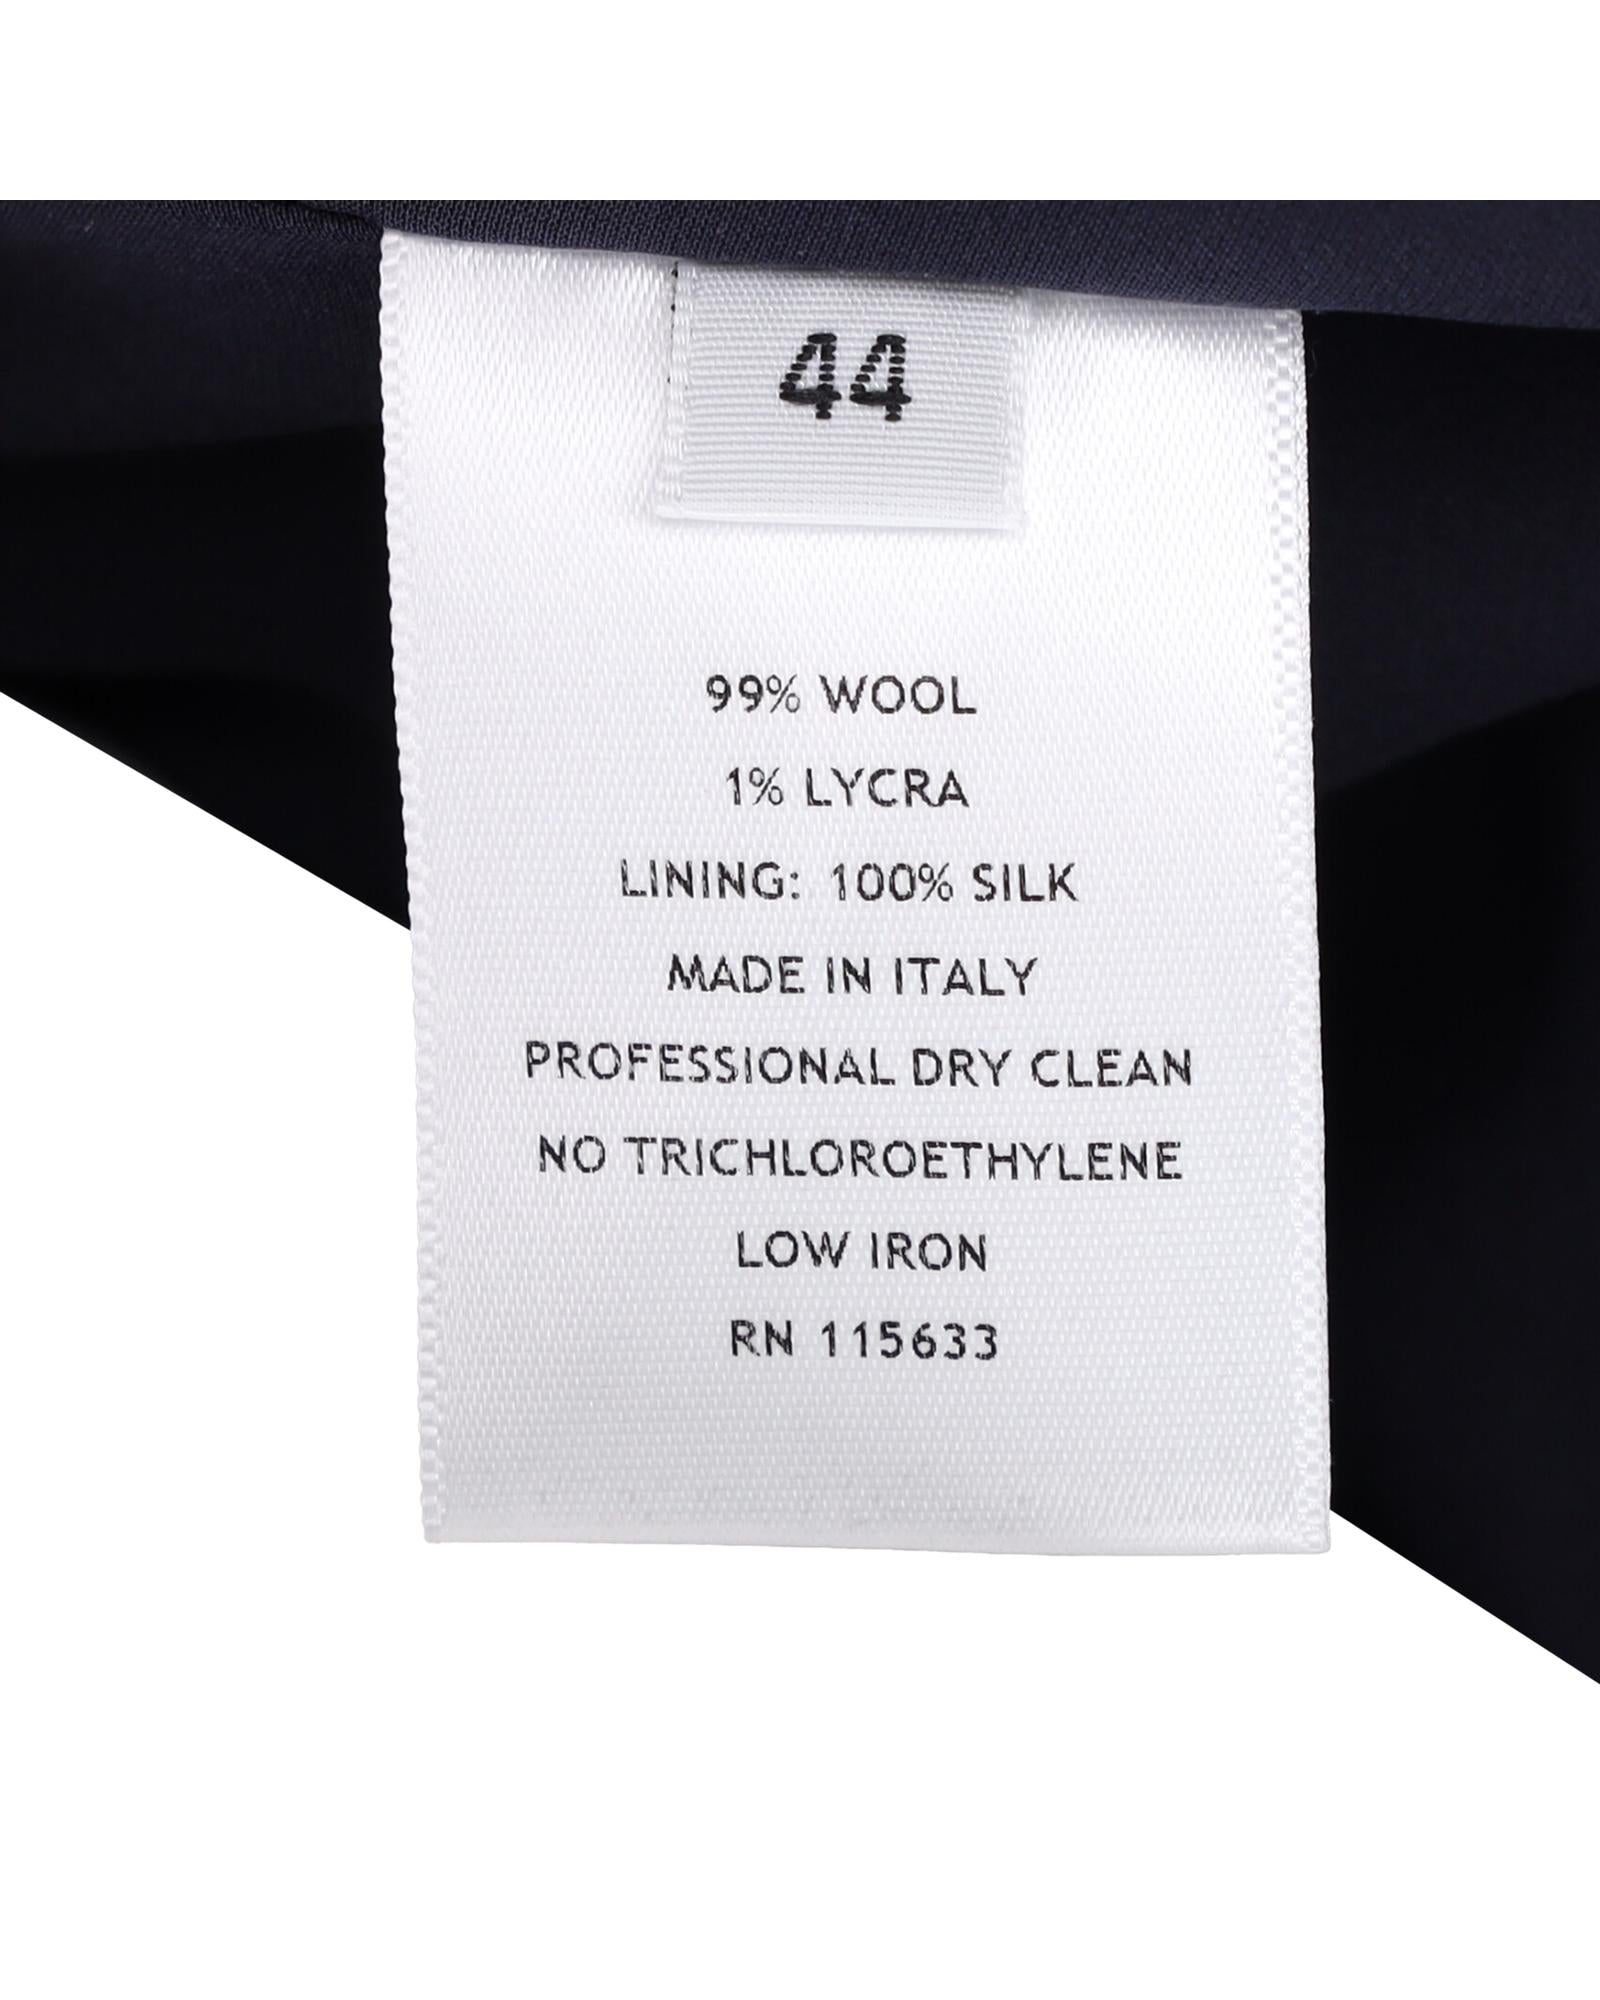 44
99% WOOL
1% LYCRA
LINING: 100% SILK
MADE IN ITALY
PROFESSIONAL DRY CLEAN
NO TRICHLOROETHYLENE
LOW IRON
RN 115633